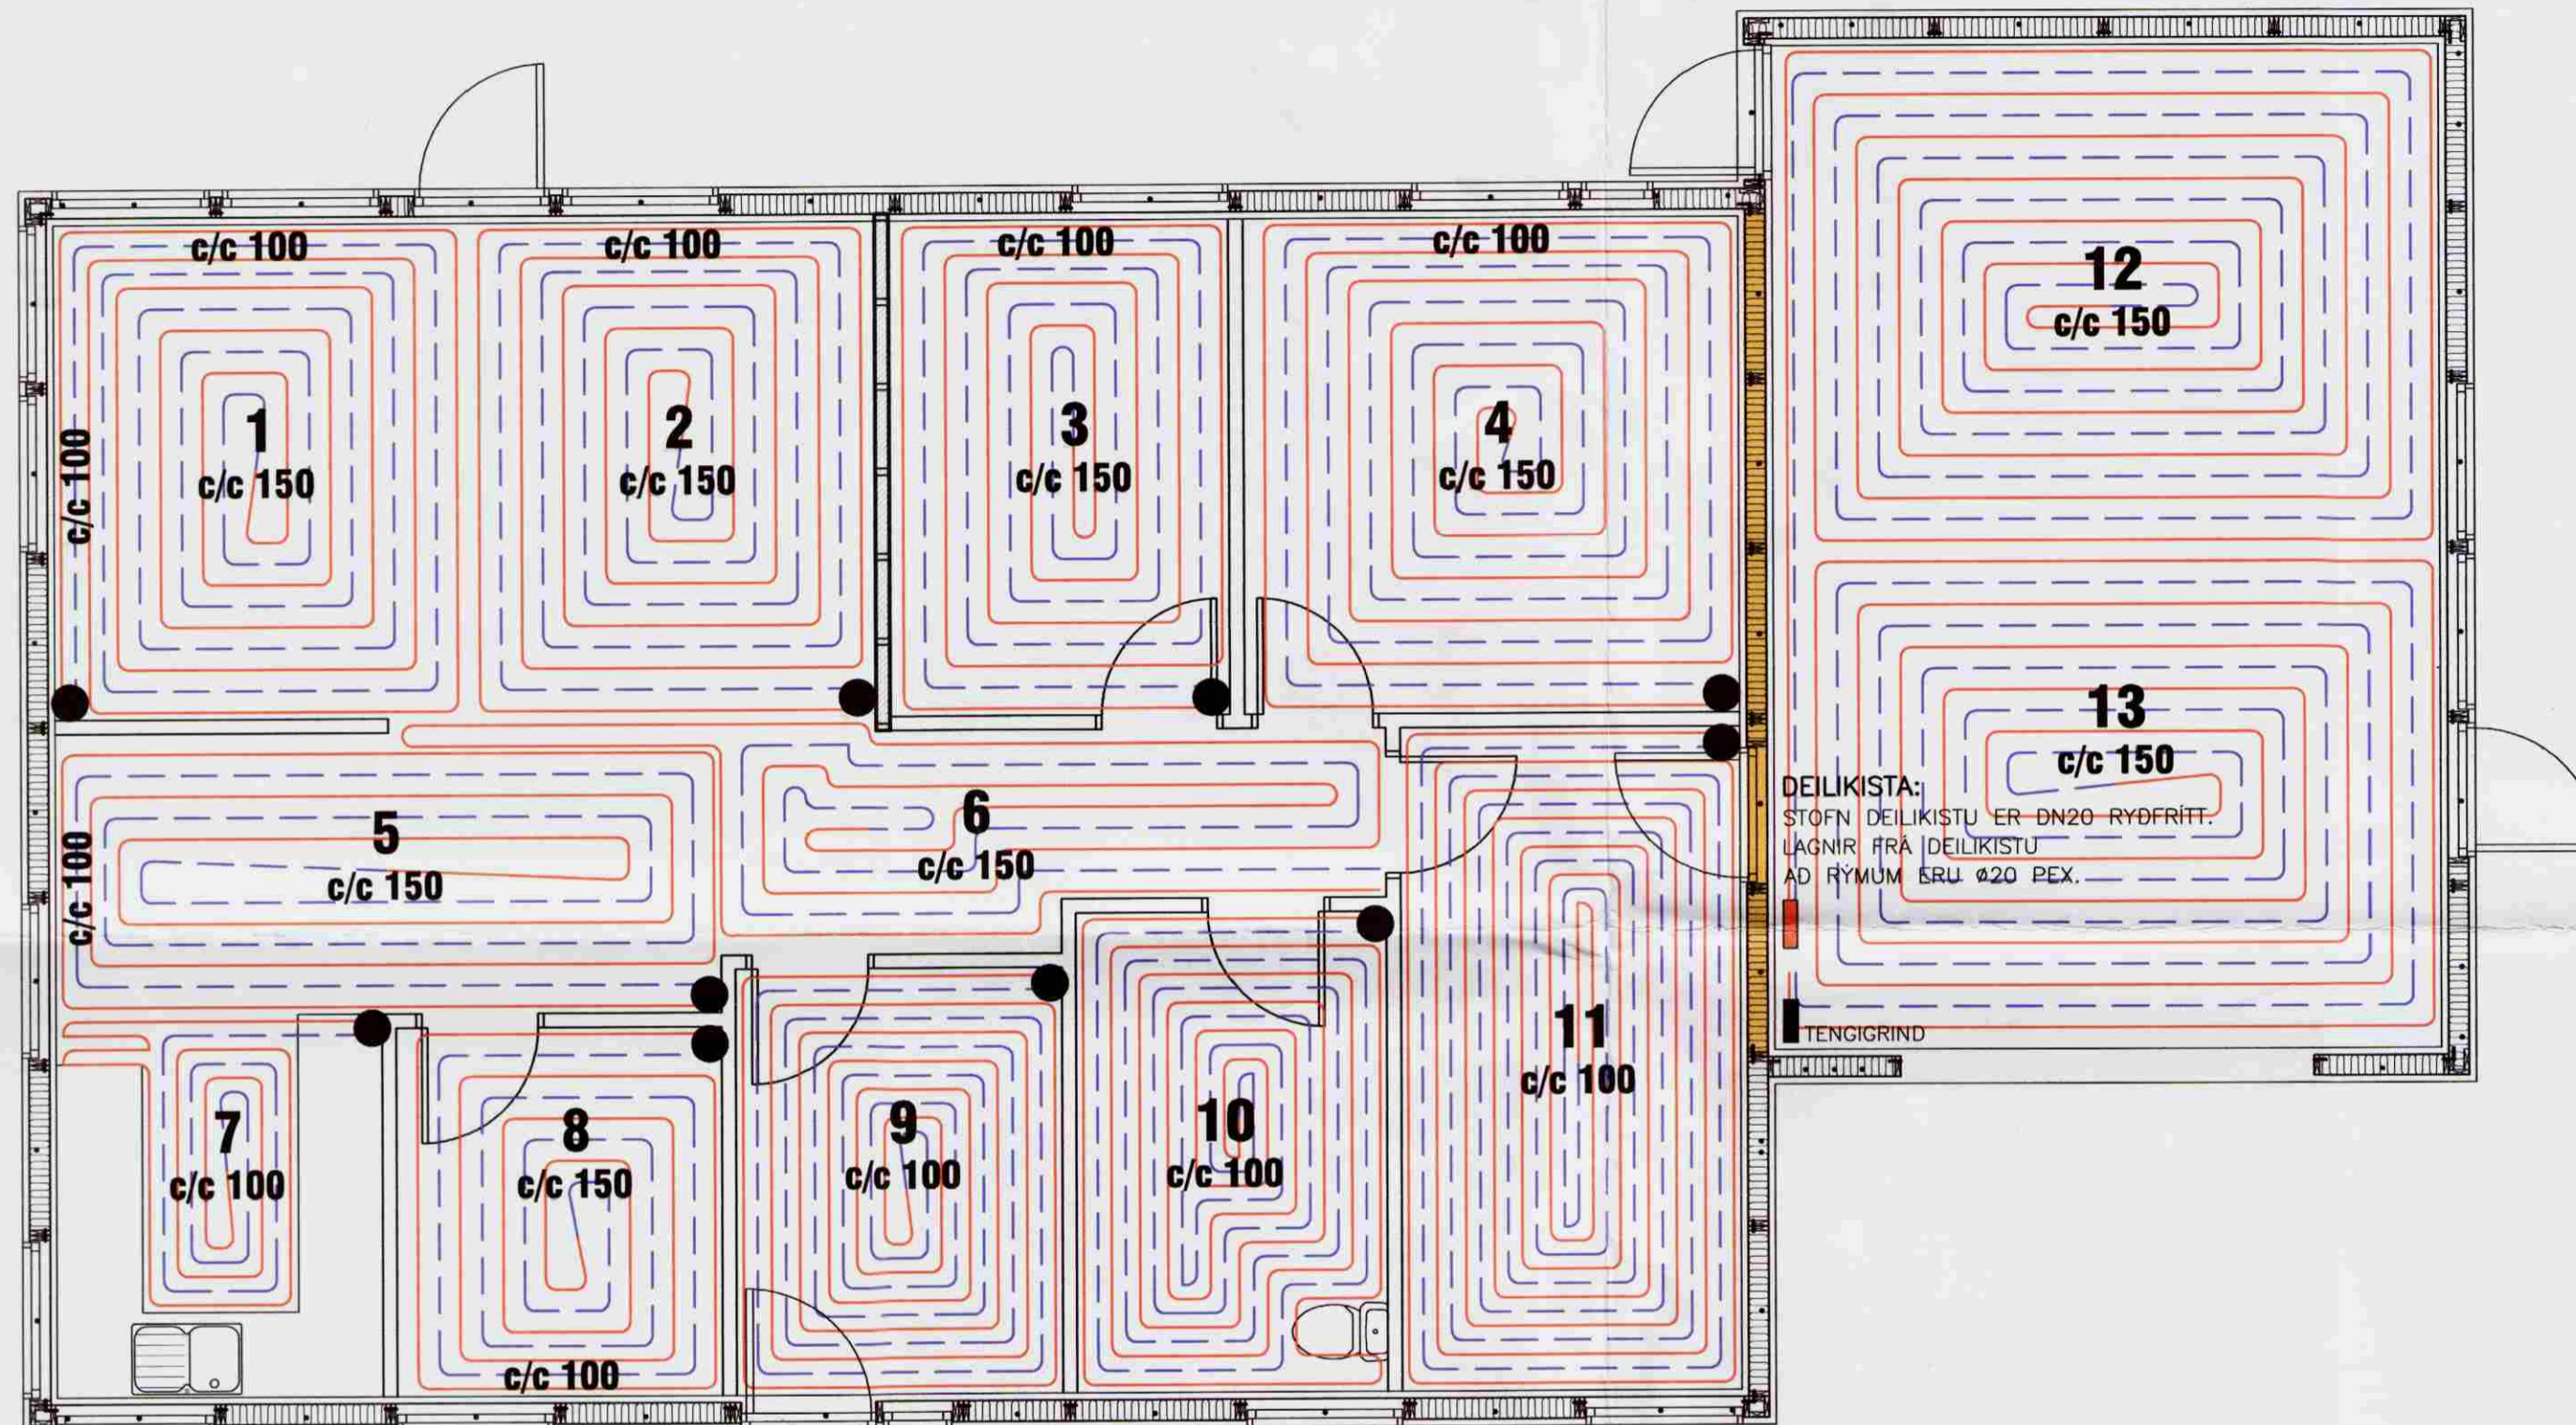 c/c 100
c/c 100
c/c 100
c/c 100
12
c/c 150
1
c/c 150
c/c 100
2
c/c 150
3
c/c 150
4
c/c 150
13
c/c 150
DEILIKISTA:
STOFN DEILIKISTU ER DN20 RYÐFRÍTT.
LAGNIR FRÁ DEILIKISTU
AÐ RÝMUM ERU Ø20 PEX.
TENGIGRIND
5
c/c 150
c/c 100
6
c/c 150
7
c/c 100
8
c/c 150
c/c 100
9
c/c 100
10
c/c 100
11
c/c 100